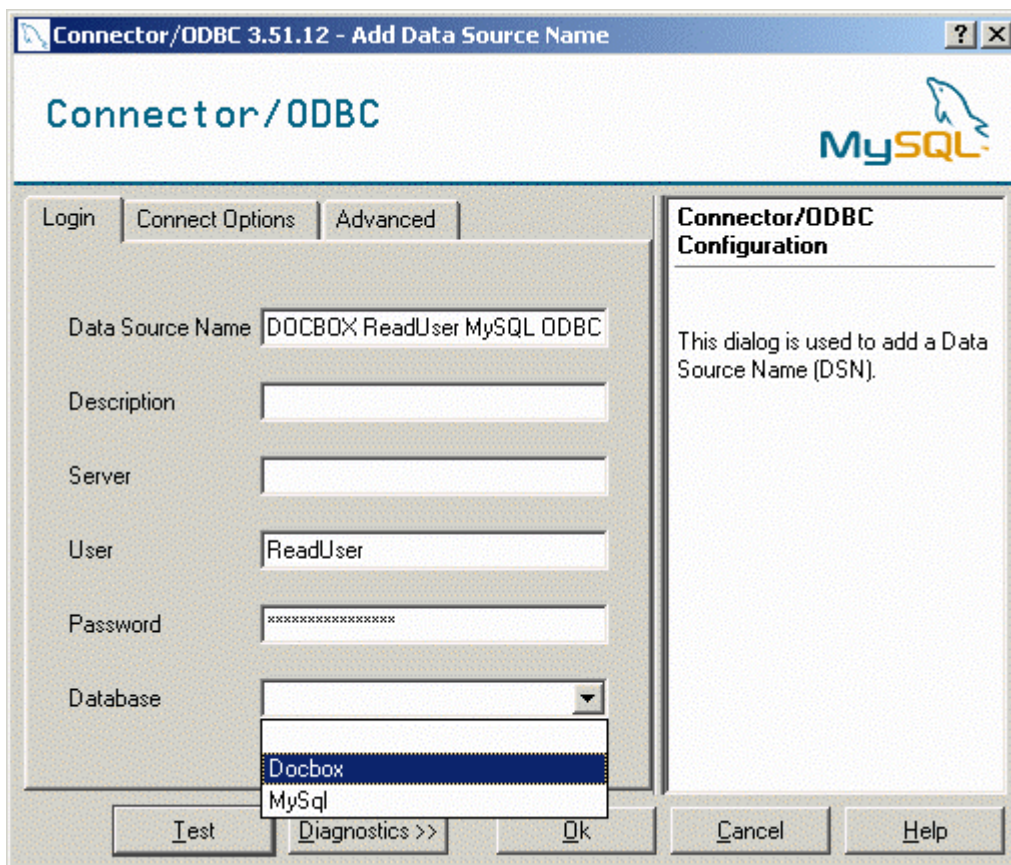 Connector/ODBC 3.51.12 - Add Data Source Name
Connector/ODBC
MySQL
Login
Connect Options
Advanced
Data Source Name
DOCBOX ReadUser MySQL ODBC
Description
Server
User
ReadUser
Password
****************
Database
Docbox
MySql
Connector/ODBC
Configuration
This dialog is used to add a Data
Source Name (DSN).
Test
Diagnostics >>
Ok
Cancel
Help